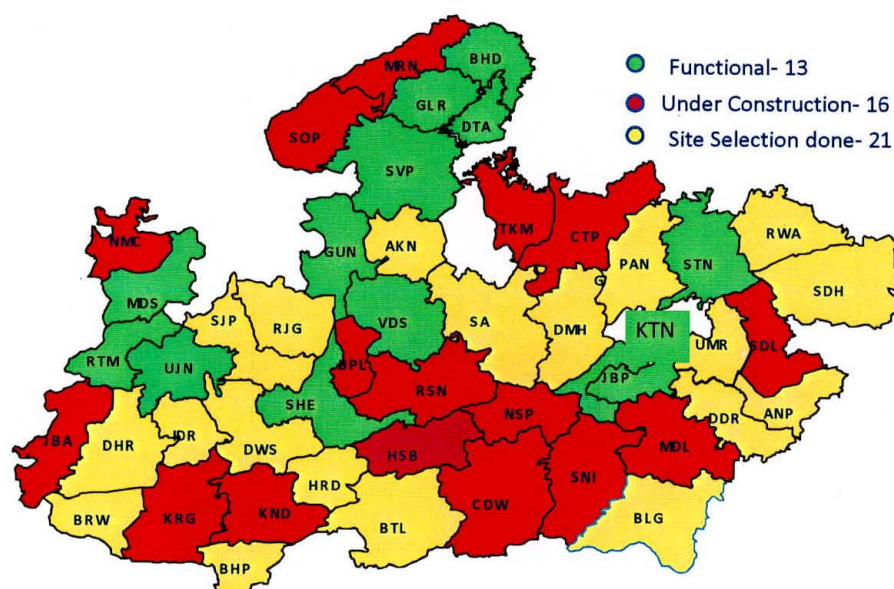 Functional- 13
Under Construction- 16
Site Selection done- 21
MRN
BHD
GLR
DTA
SOP
SVP
TKM
CTP
NMC
GUN
AKN
PAN
STN
RWA
SDH
MDS
SJP
RJG
VDS
SA
DMH
G
KTN
UMR
SDL
RTM
UJN
BPL
RSN
JBP
SHE
NSP
DDR
ANP
JBA
DHR
IDR
DWS
HSB
MDL
HRD
CDW
SNI
BRW
KRG
KND
BTL
BLG
BHP